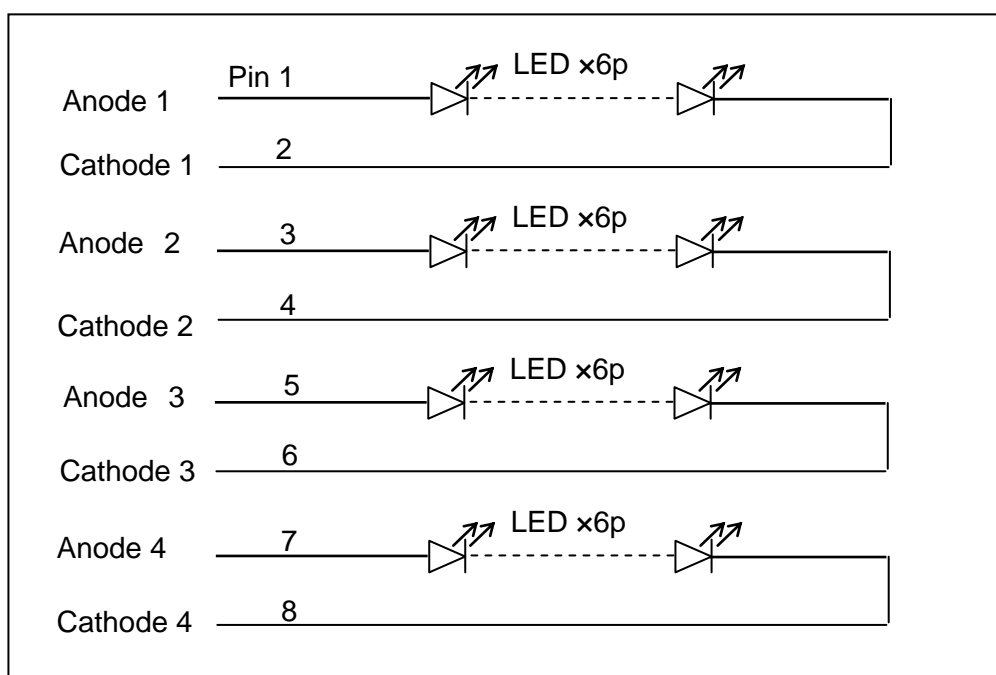 Pin 1
LED ×6p
Anode 1
2
Cathode 1
LED ×6p
Anode 2
3
4
Cathode 2
LED ×6p
Anode 3
5
6
Cathode 3
LED ×6p
Anode 4
7
8
Cathode 4